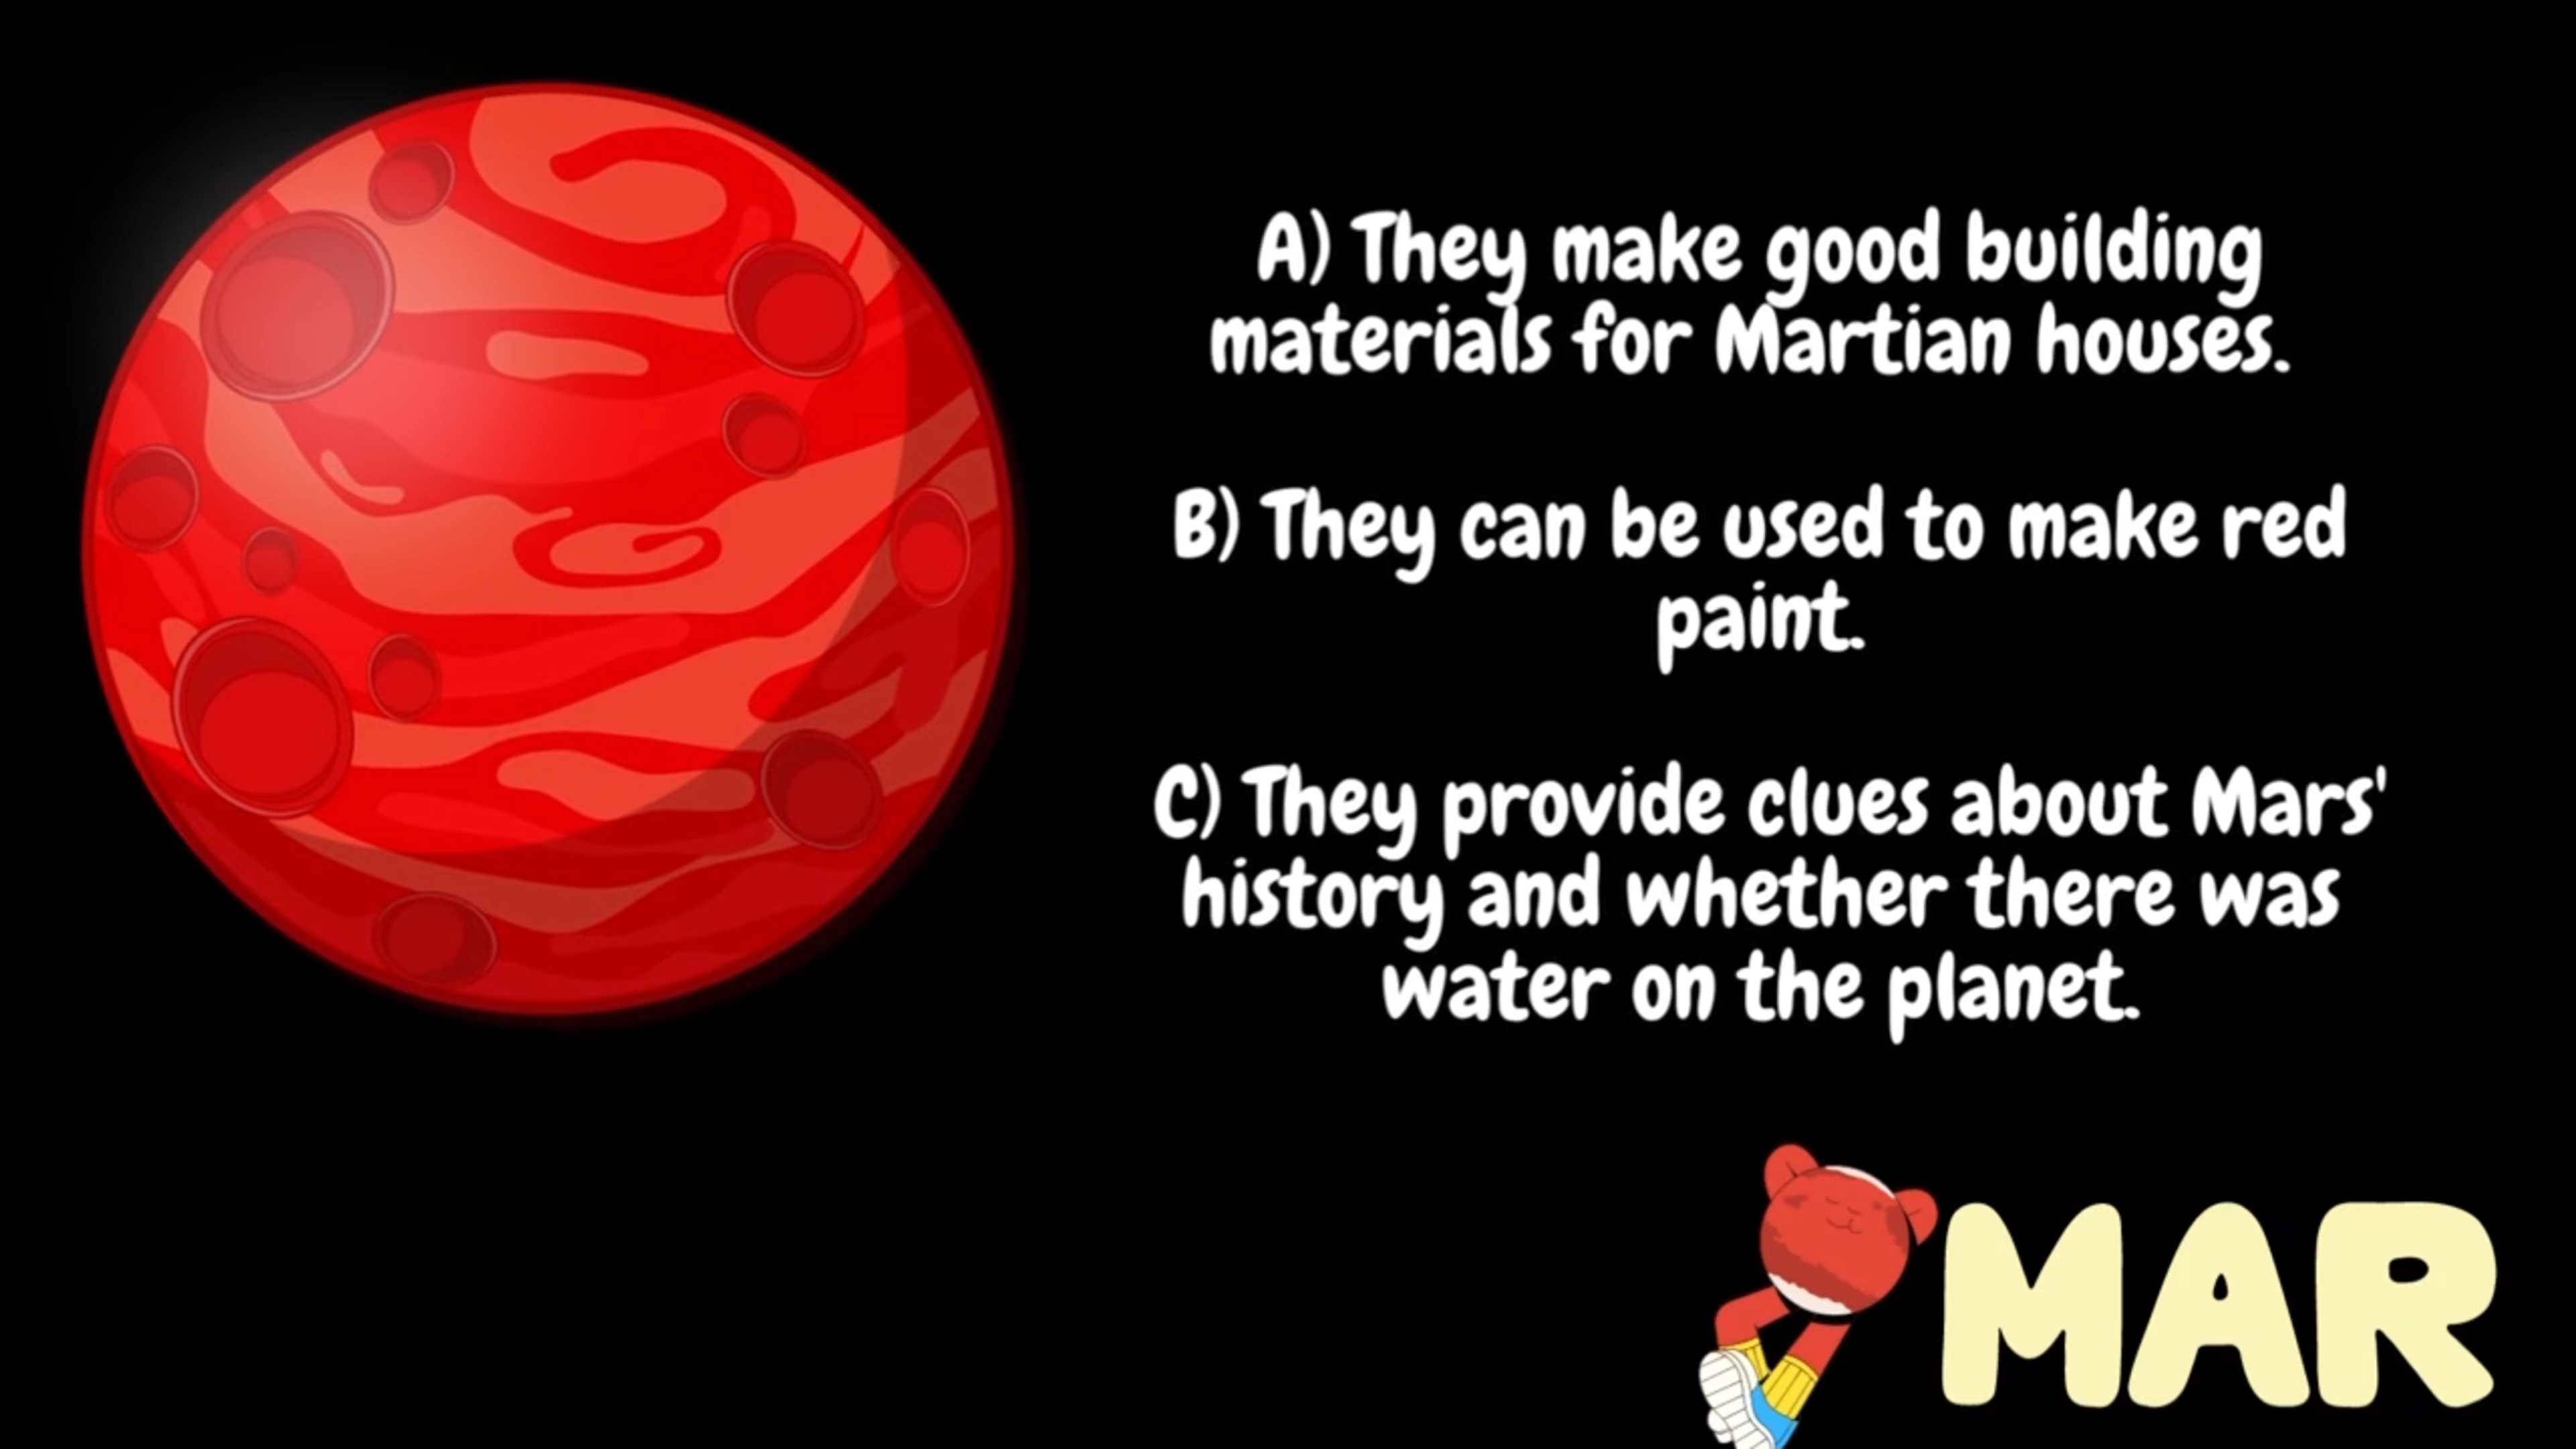 A) They make good building
materials for Martian houses.
B) They can be used to make red
paint.
C) They provide clues about Mars'
history and whether there was
water on the planet.
MAR